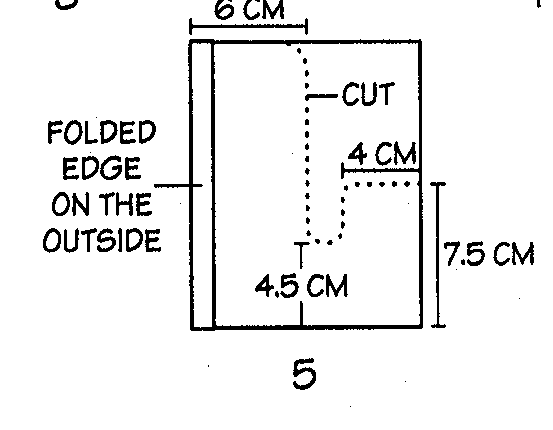 6 CM
CUT
FOLDED
EDGE
ON THE
OUTSIDE
4 CM
7.5 CM
4.5 CM
5